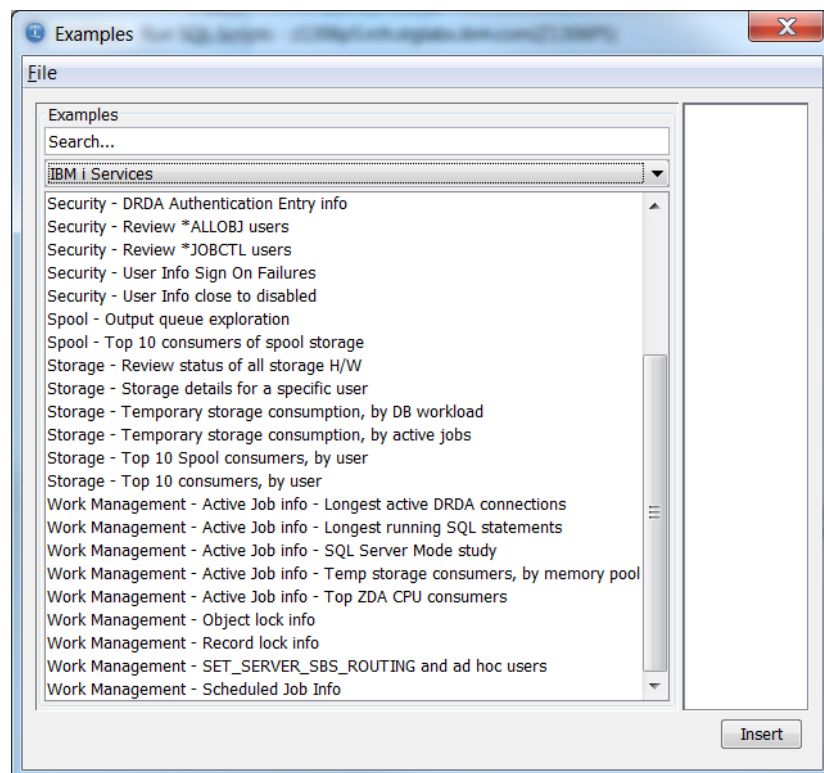 Examples
File
Examples
Search...
IBM i Services
Security - DRDA Authentication Entry info
Security - Review *ALLOBJ users
Security - Review *JOBCTL users
Security - User Info Sign On Failures
Security - User Info close to disabled
Spool - Output queue exploration
Spool - Top 10 consumers of spool storage
Storage - Review status of all storage H/W
Storage - Storage details for a specific user
Storage - Temporary storage consumption, by DB workload
Storage - Temporary storage consumption, by active jobs
Storage - Top 10 Spool consumers, by user
Storage - Top 10 consumers, by user
Work Management - Active Job info - Longest active DRDA connections
Work Management - Active Job info - Longest running SQL statements
Work Management - Active Job info - SQL Server Mode study
Work Management - Active Job info - Temp storage consumers, by memory pool
Work Management - Active Job info - Top ZDA CPU consumers
Work Management - Object lock info
Work Management - Record lock info
Work Management - SET_SERVER_SBS_ROUTING and ad hoc users
Work Management - Scheduled Job Info
Insert